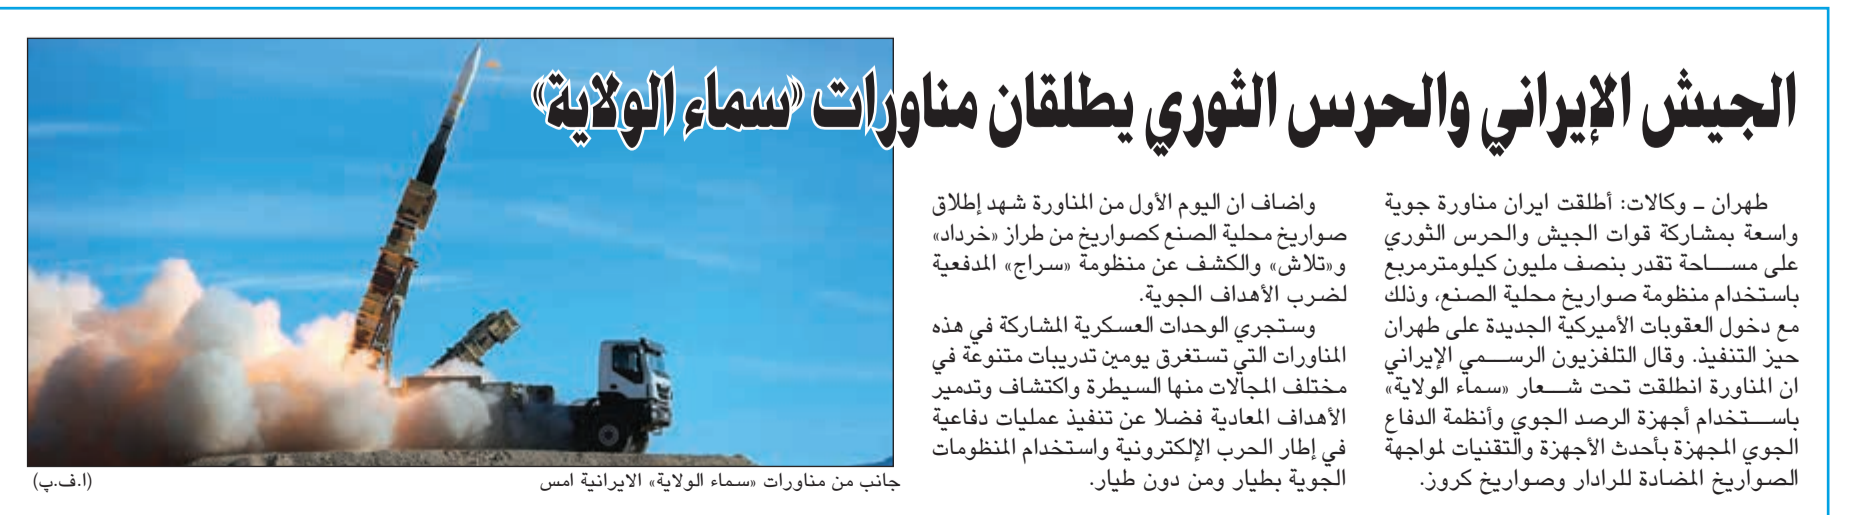 الجيش الإيراني والحرس الثوري يطلقان مناورات «سماء الولاية»
طهران ـ وكالات: أطلقت ايران مناورة جوية
واسعة بمشاركة قوات الجيش والحرس الثوري
على مساحة تقدر بنصف مليون كيلومترمربع
باستخدام منظومة صواريخ محلية الصنع، وذلك
مع دخول العقوبات الأميركية الجديدة على طهران
حيز التنفيذ. وقال التلفزيون الرسمي الإيراني
ان المناورة انطلقت تحت شعار «سماء الولاية»
باستخدام أجهزة الرصد الجوي وأنظمة الدفاع
الجوي المجهزة بأحدث الأجهزة والتقنيات لمواجهة
الصواريخ المضادة للرادار وصواريخ كروز.
واضاف ان اليوم الأول من المناورة شهد إطلاق
صواريخ محلية الصنع كصواريخ من طراز «خرداد»
و«تلاش» والكشف عن منظومة «سراج» المدفعية
لضرب الأهداف الجوية.
وستجري الوحدات العسكرية المشاركة في هذه
المناورات التي تستغرق يومين تدريبات متنوعة في
مختلف المجالات منها السيطرة واكتشاف وتدمير
الأهداف المعادية فضلا عن تنفيذ عمليات دفاعية
في إطار الحرب الإلكترونية واستخدام المنظومات
الجوية بطيار ومن دون طيار.
جانب من مناورات «سماء الولاية» الايرانية امس
(ا.ف.پ)